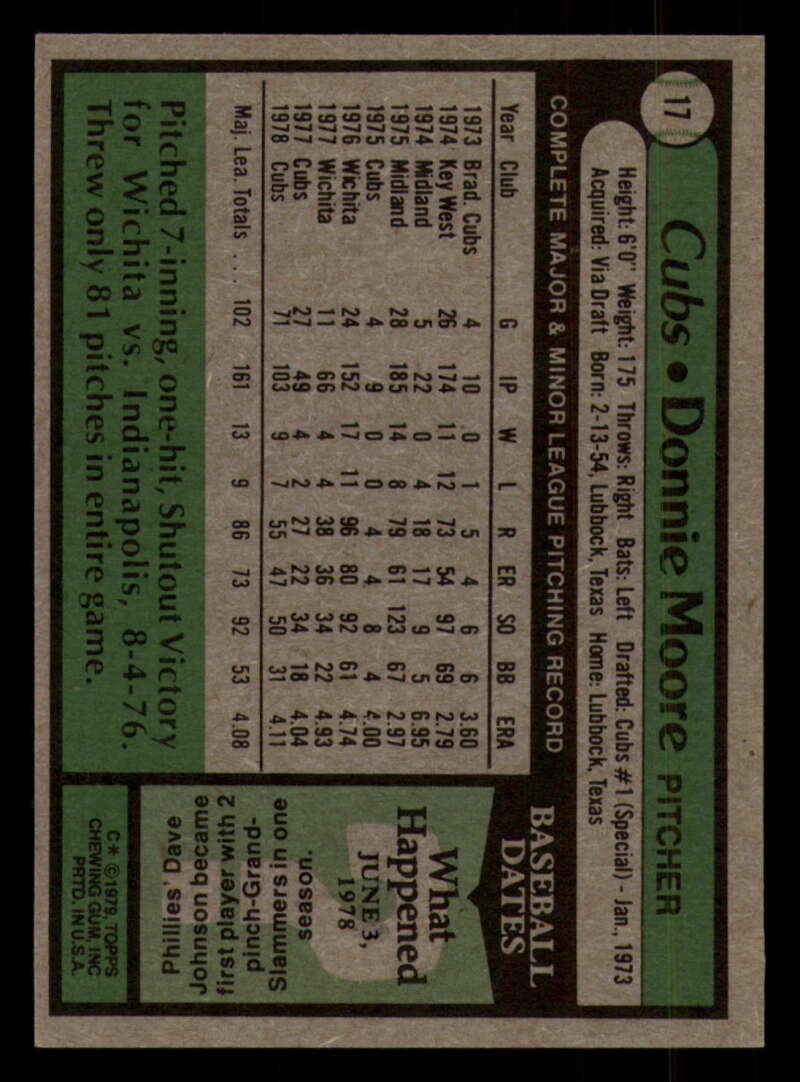 17
Cubs • Donnie Moore PITCHER
Height: 6'0" Weight: 175 Throws: Right Bats: Left Drafted: Cubs #1 (Special) - Jan., 1973
Acquired: Via Draft Born: 2-13-54, Lubbock, Texas Home: Lubbock, Texas
COMPLETE MAJOR & MINOR LEAGUE PITCHING RECORD
Year Club G IP W L R ER SO BB ERA
1973 Brad. Cubs 4 10 0 1 5 4 6 6 3.60
1974 Key West 26 174 11 12 73 54 97 69 2.79
1974 Midland 5 22 0 4 18 17 9 5 6.95
1975 Midland 28 185 14 8 79 61 123 67 2.97
1975 Cubs 4 9 0 0 4 4 8 4 4.00
1976 Wichita 24 152 17 11 96 80 92 61 4.74
1977 Wichita 11 66 4 4 38 36 34 22 4.93
1977 Cubs 27 49 4 2 27 22 34 18 4.04
1978 Cubs 71 103 9 7 55 47 50 31 4.11
Maj. Lea. Totals . . . 102 161 13 9 86 73 92 53 4.08
Pitched 7-inning, one-hit, Shutout Victory
for Wichita vs. Indianapolis, 8-4-76.
Threw only 81 pitches in entire game.
BASEBALL
DATES
What
Happened
JUNE 3,
1978
Phillies' Dave
Johnson became
first player with 2
pinch-Grand-
Slammers in one
season.
C* ©1979, TOPPS
CHEWING GUM, INC
PRTD. IN U.S.A.